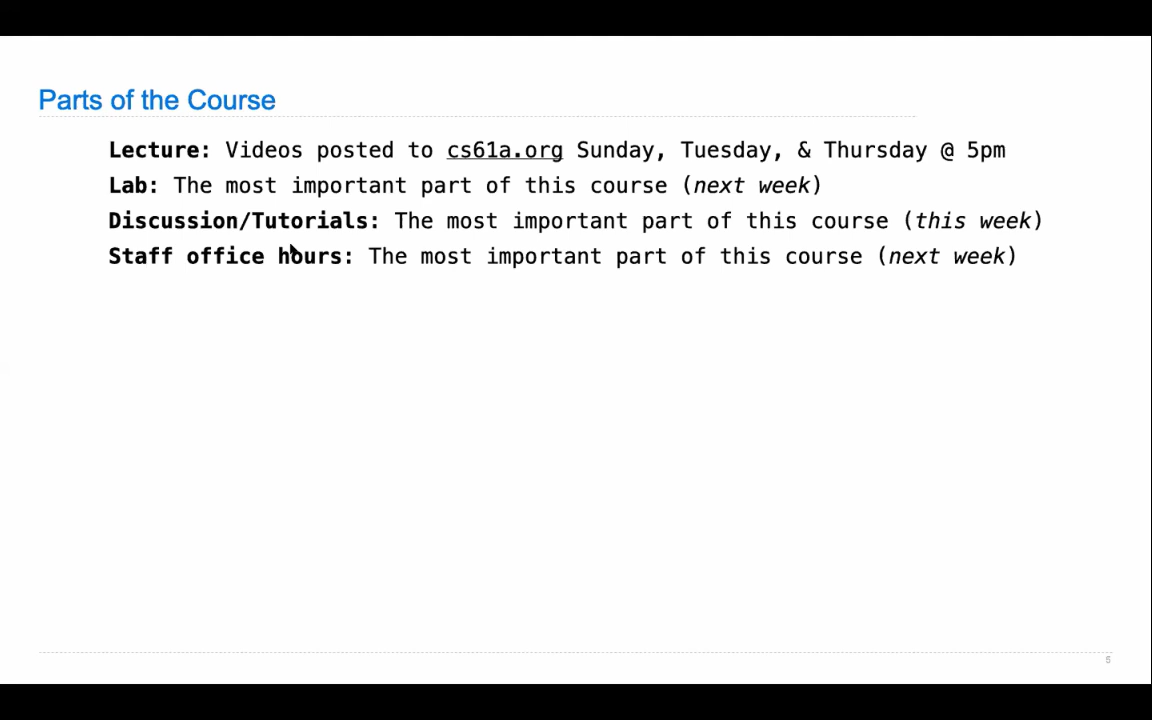 Parts of the Course
Lecture: Videos posted to cs61a.org Sunday, Tuesday, & Thursday @ 5pm
Lab: The most important part of this course (next week)
Discussion/Tutorials: The most important part of this course (this week)
Staff office hours: The most important part of this course (next week)
5